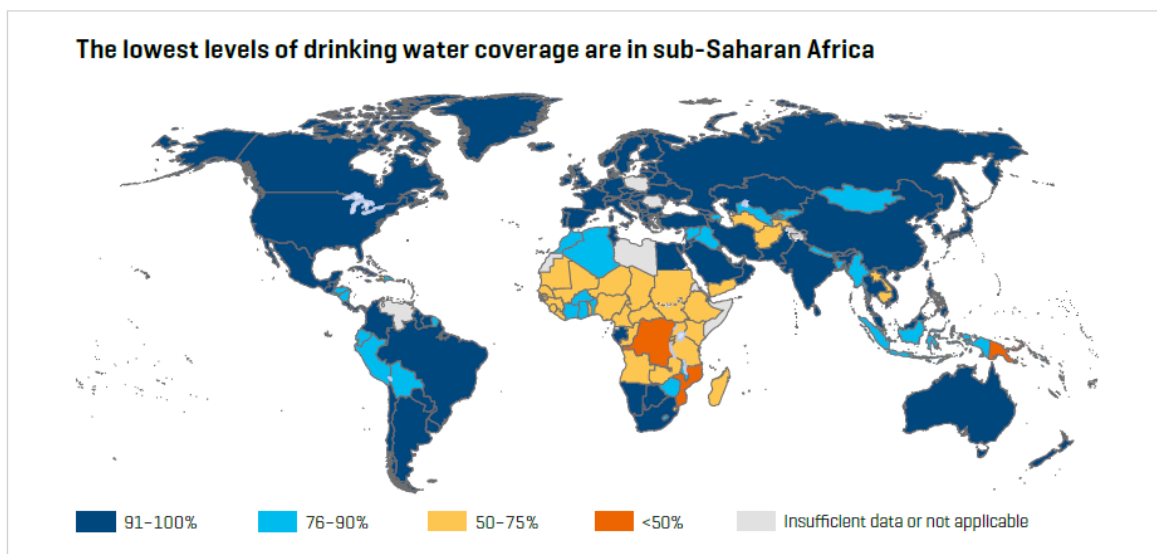 The lowest levels of drinking water coverage are in sub-Saharan Africa
91–100%
76–90%
50–75%
<50%
Insufficient data or not applicable